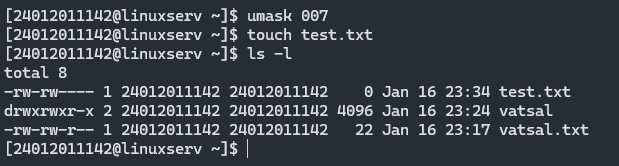 [24012011142@linuxserv ~]$ umask 007
[24012011142@linuxserv ~]$ touch test.txt
[24012011142@linuxserv ~]$ ls -l
total 8
-rw-rw---- 1 24012011142 24012011142    0 Jan 16 23:34 test.txt
drwxrwxr-x 2 24012011142 24012011142 4096 Jan 16 23:24 vatsal
-rw-rw-r-- 1 24012011142 24012011142   22 Jan 16 23:17 vatsal.txt
[24012011142@linuxserv ~]$